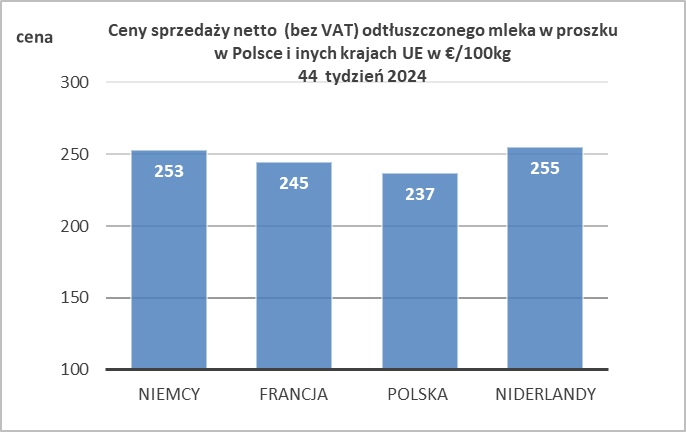 cena
Ceny sprzedaży netto  (bez VAT) odtłuszczonego mleka w proszku
w Polsce i inych krajach UE w €/100kg
44  tydzień 2024
300
250
200
150
100
253
245
237
255
NIEMCY
FRANCJA
POLSKA
NIDERLANDY